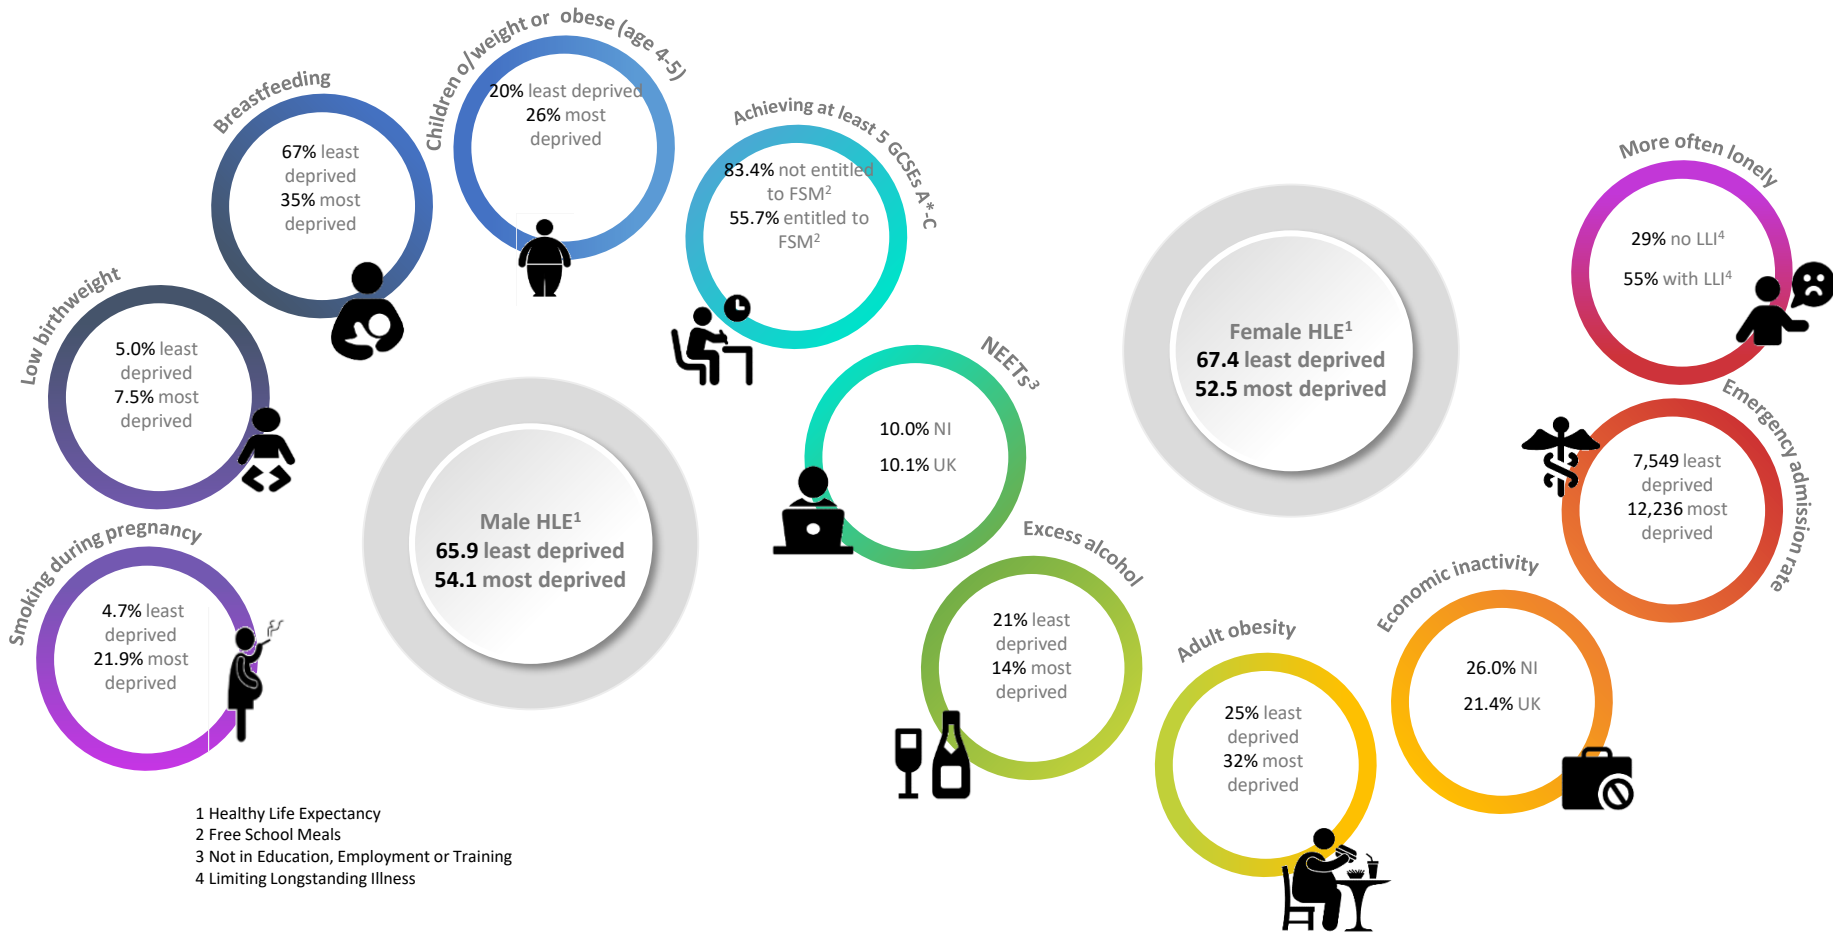 Smoking during pregnancy
4.7% least
deprived
21.9% most
deprived
Low birthweight
5.0% least
deprived
7.5% most
deprived
Breastfeeding
67% least
deprived
35% most
deprived
Children o/weight or obese (age 4-5)
20% least deprived
26% most
deprived
Achieving at least 5 GCSEs A*-C
83.4% not entitled
to FSM²
55.7% entitled to
FSM²
Male HLE¹
65.9 least deprived
54.1 most deprived
NEETs³
10.0% NI
10.1% UK
Excess alcohol
21% least
deprived
14% most
deprived
Adult obesity
25% least
deprived
32% most
deprived
Female HLE¹
67.4 least deprived
52.5 most deprived
Economic inactivity
26.0% NI
21.4% UK
Emergency admission rate
7,549 least
deprived
12,236 most
deprived
More often lonely
29% no LLI⁴
55% with LLI⁴
1 Healthy Life Expectancy
2 Free School Meals
3 Not in Education, Employment or Training
4 Limiting Longstanding Illness